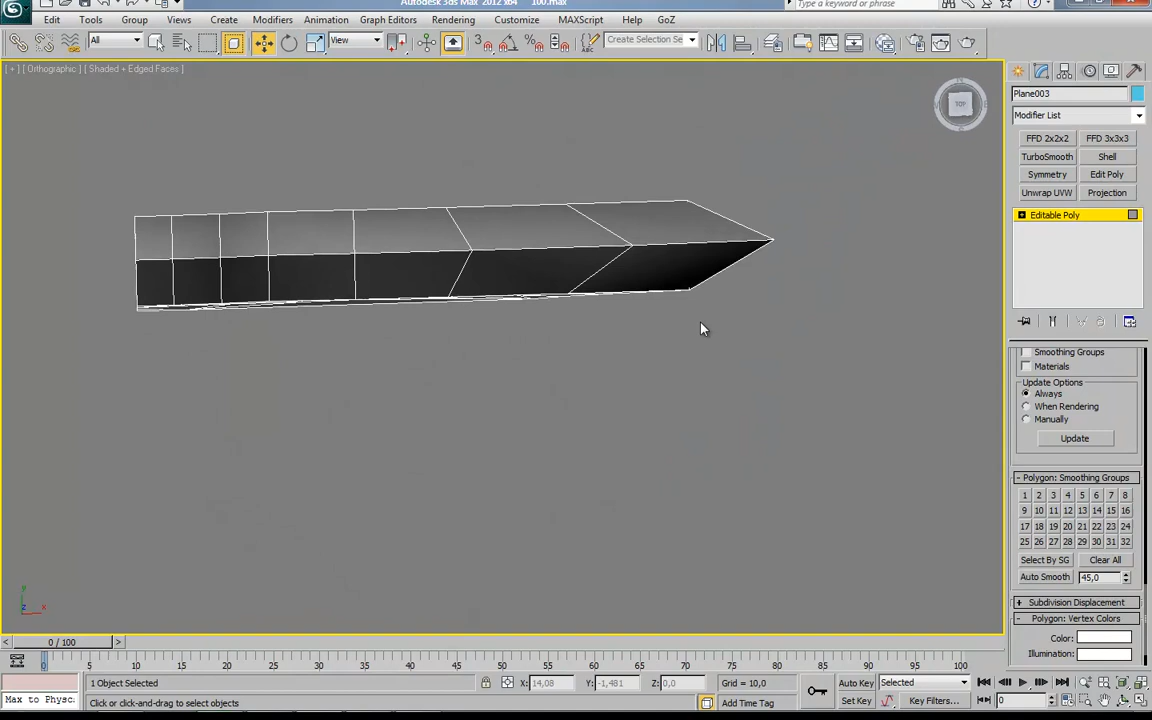 Autodesk 3ds Max 2012 x64    100.max
Type a keyword or phrase
Edit Tools Group Views Create Modifiers Animation Graph Editors Rendering Customize MAXScript Help GoZ
All View 3 Create Selection Se
[ + ] [ Orthographic ] [ Shaded + Edged Faces ]
TOP
Plane003
Modifier List
FFD 2x2x2 FFD 3x3x3
TurboSmooth Shell
Symmetry Edit Poly
Unwrap UVW Projection
Editable Poly
Smoothing Groups
Materials
Update Options
Always
When Rendering
Manually
Update
- Polygon: Smoothing Groups
1 2 3 4 5 6 7 8
9 10 11 12 13 14 15 16
17 18 19 20 21 22 23 24
25 26 27 28 29 30 31 32
Select By SG Clear All
Auto Smooth 45,0
+ Subdivision Displacement
- Polygon: Vertex Colors
Color:
Illumination:
y
z x
< 0 / 100 >
0 5 10 15 20 25 30 35 40 45 50 55 60 65 70 75 80 85 90 95 100
1 Object Selected X: 14,08 Y: -1,481 Z: 0,0 Grid = 10,0 Auto Key Selected
Max to Physc: Click or click-and-drag to select objects Add Time Tag Set Key Key Filters... 0